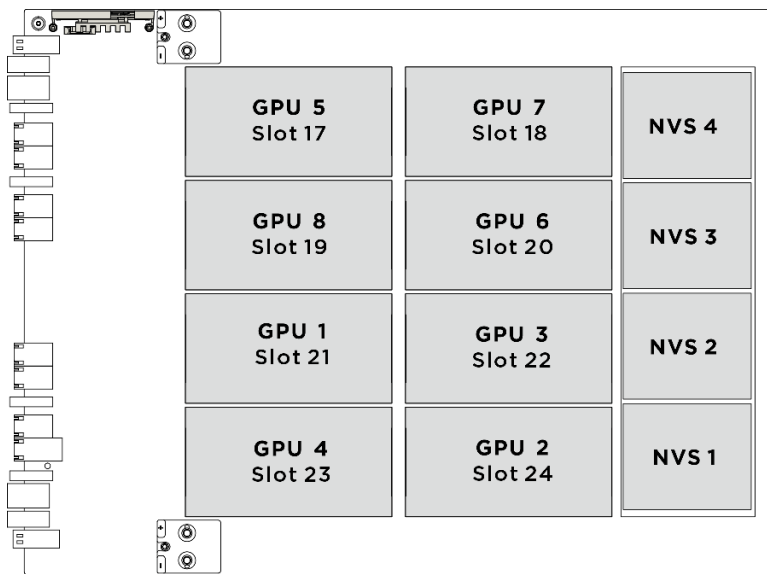 GPU 5
Slot 17
GPU 7
Slot 18
NVS 4
GPU 8
Slot 19
GPU 6
Slot 20
NVS 3
GPU 1
Slot 21
GPU 3
Slot 22
NVS 2
GPU 4
Slot 23
GPU 2
Slot 24
NVS 1